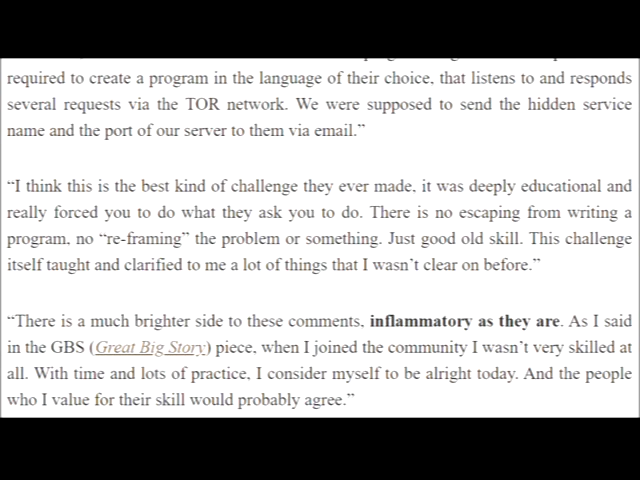 required to create a program in the language of their choice, that listens to and responds
several requests via the TOR network. We were supposed to send the hidden service
name and the port of our server to them via email.”
“I think this is the best kind of challenge they ever made, it was deeply educational and
really forced you to do what they ask you to do. There is no escaping from writing a
program, no “re-framing” the problem or something. Just good old skill. This challenge
itself taught and clarified to me a lot of things that I wasn’t clear on before.”
“There is a much brighter side to these comments, inflammatory as they are. As I said
in the GBS (Great Big Story) piece, when I joined the community I wasn’t very skilled at
all. With time and lots of practice, I consider myself to be alright today. And the people
who I value for their skill would probably agree.”